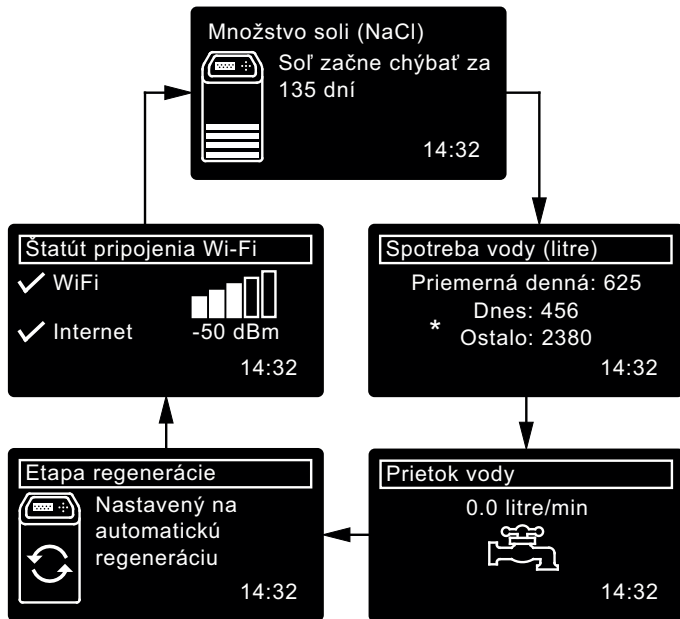 Množstvo soli (NaCl)
Soľ začne chýbať za
135 dní
14:32
Štatút pripojenia Wi-Fi
WiFi
Internet
-50 dBm
14:32
Spotreba vody (litre)
Priemerná denná: 625
Dnes: 456
* Ostalo: 2380
14:32
Etapa regenerácie
Nastavený na
automatickú
regeneráciu
14:32
Prietok vody
0.0 litre/min
14:32